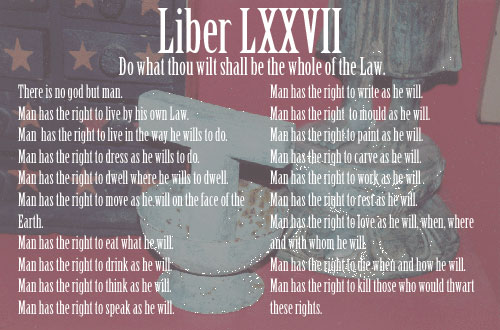 Liber LXXVII
Do what thou wilt shall be the whole of the Law.
There is no god but man.
Man has the right to live by his own Law.
Man has the right to live in the way he wills to do.
Man has the right to dress as he wills to do.
Man has the right to dwell where he wills to dwell.
Man has the right to move as he will on the face of the
Earth.
Man has the right to eat what he will.
Man has the right to drink as he will
Man has the right to think as he will.
Man has the right to speak as he will.
Man has the right to write as he will.
Man has the right to mould as he will.
Man has the right to paint as he will.
Man has the right to carve as he will.
Man has the right to work as he will .
Man has the right to rest as he will.
Man has the right to love as he will, when, where
and with whom he will.
Man has the right to die when and how he will.
Man has the right to kill those who would thwart
these rights.